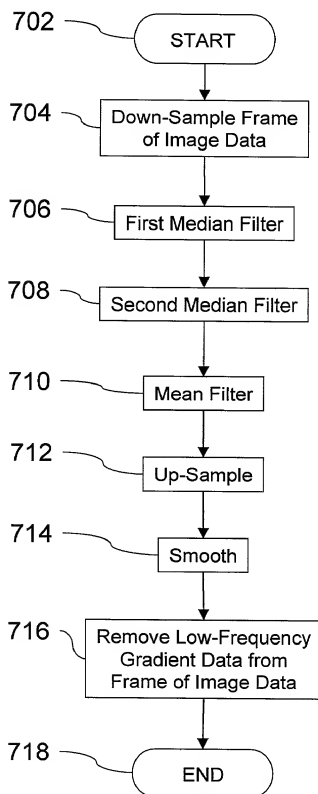 702
START
704
Down-Sample Frame
of Image Data
706
First Median Filter
708
Second Median Filter
710
Mean Filter
712
Up-Sample
714
Smooth
716
Remove Low-Frequency
Gradient Data from
Frame of Image Data
718
END